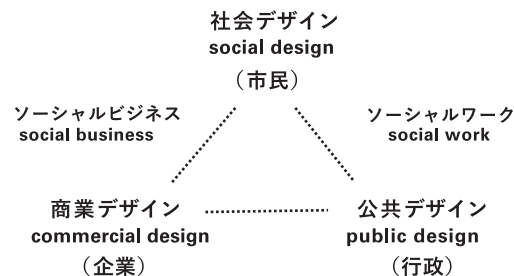 社会デザイン
social design
（市民）
ソーシャルビジネス
social business
ソーシャルワーク
social work
商業デザイン
commercial design
（企業）
公共デザイン
public design
（行政）